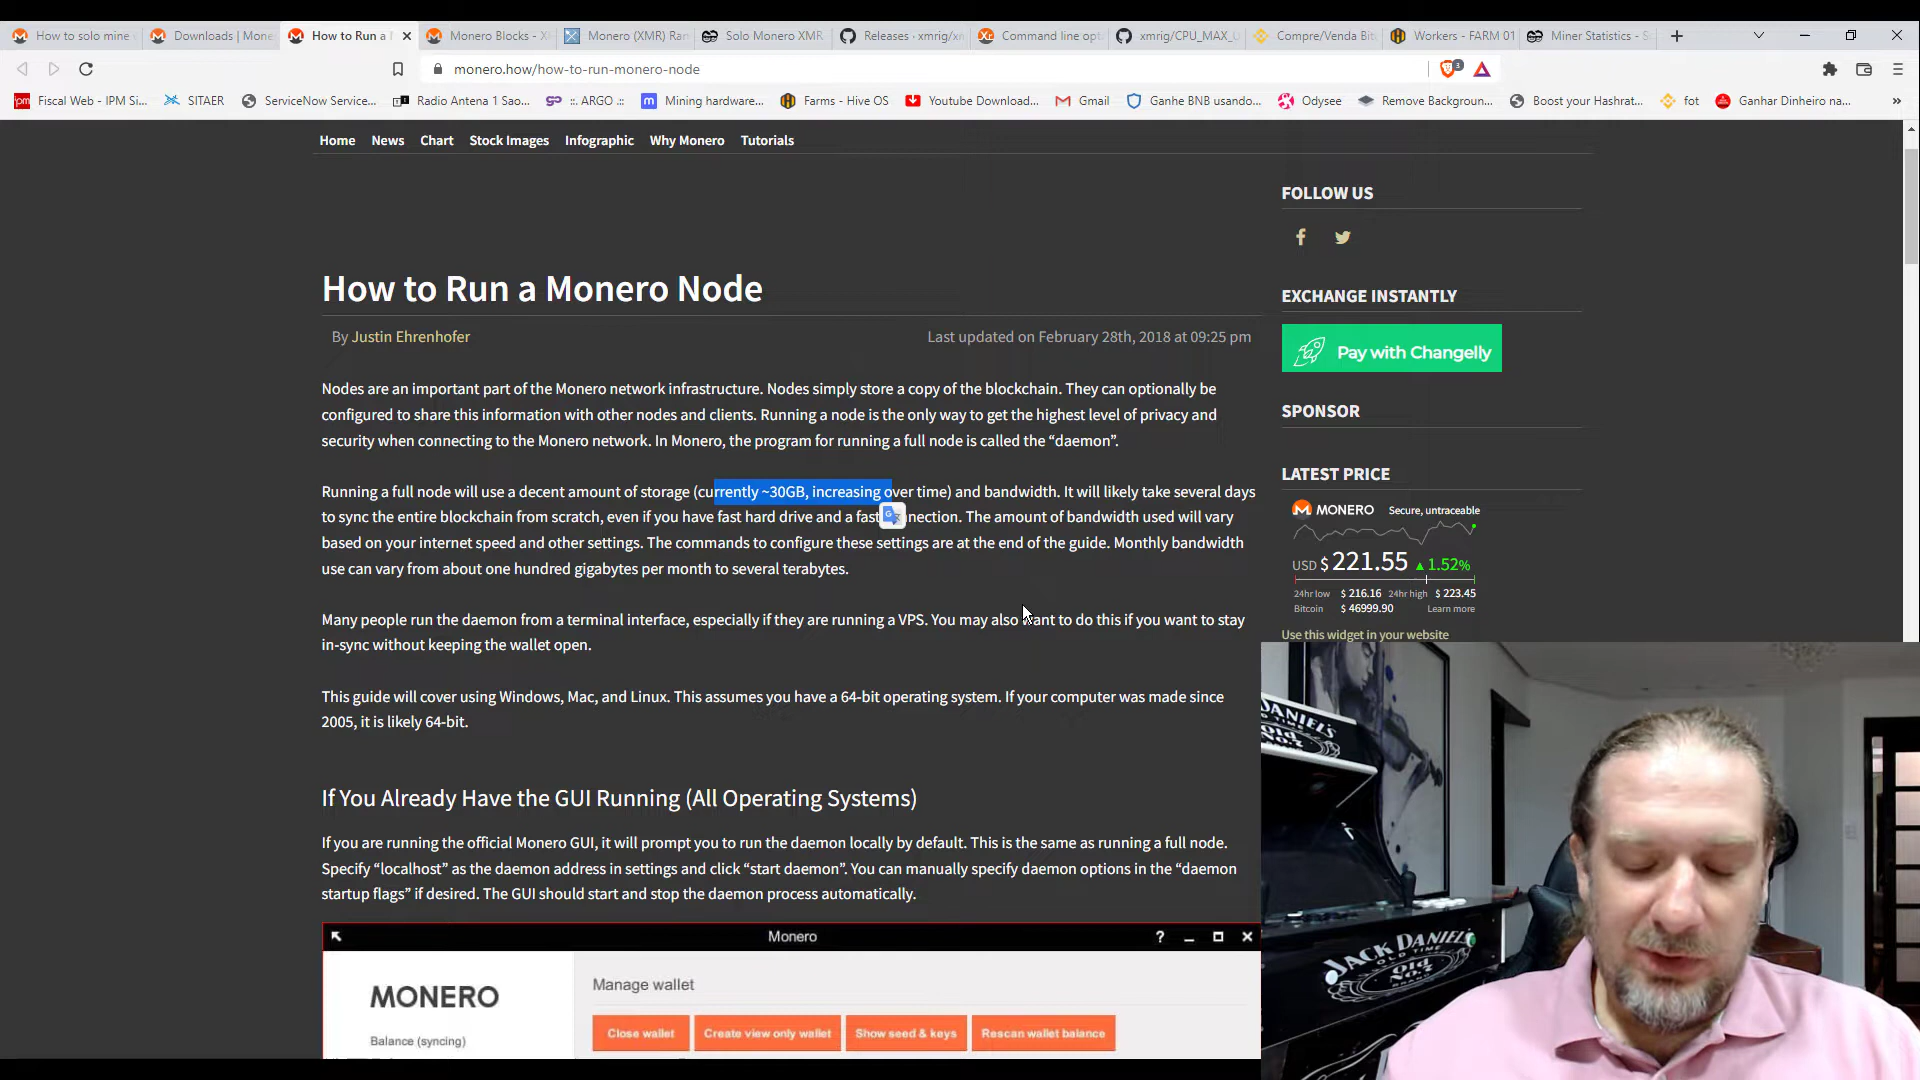 How to solo mine
Downloads | Mone
How to Run a
Monero Blocks - X
Monero (XMR) Ran
Solo Monero XMR
Releases · xmrig/xn
Command line opt
xmrig/CPU_MAX_U
Compre/Venda Bit
Workers - FARM 01
Miner Statistics - S
monero.how/how-to-run-monero-node
3
Fiscal Web - IPM Si...
SITAER
ServiceNow Service...
Radio Antena 1 Sao...
::. ARGO .::
Mining hardware...
Farms - Hive OS
Youtube Download...
Gmail
Ganhe BNB usando...
Odysee
Remove Backgroun...
Boost your Hashrat...
fot
Ganhar Dinheiro na...
Home News Chart Stock Images Infographic Why Monero Tutorials
FOLLOW US
How to Run a Monero Node
By Justin Ehrenhofer
Last updated on February 28th, 2018 at 09:25 pm
EXCHANGE INSTANTLY
Pay with Changelly
SPONSOR
LATEST PRICE
MONERO Secure, untraceable
USD $ 221.55 ▲ 1.52%
24hr low $ 216.16 24hr high $ 223.45
Bitcoin $ 46999.90 Learn more
Use this widget in your website
Nodes are an important part of the Monero network infrastructure. Nodes simply store a copy of the blockchain. They can optionally be
configured to share this information with other nodes and clients. Running a node is the only way to get the highest level of privacy and
security when connecting to the Monero network. In Monero, the program for running a full node is called the “daemon”.
Running a full node will use a decent amount of storage (currently ~30GB, increasing over time) and bandwidth. It will likely take several days
to sync the entire blockchain from scratch, even if you have fast hard drive and a fast nection. The amount of bandwidth used will vary
based on your internet speed and other settings. The commands to configure these settings are at the end of the guide. Monthly bandwidth
use can vary from about one hundred gigabytes per month to several terabytes.
Many people run the daemon from a terminal interface, especially if they are running a VPS. You may also want to do this if you want to stay
in-sync without keeping the wallet open.
This guide will cover using Windows, Mac, and Linux. This assumes you have a 64-bit operating system. If your computer was made since
2005, it is likely 64-bit.
If You Already Have the GUI Running (All Operating Systems)
If you are running the official Monero GUI, it will prompt you to run the daemon locally by default. This is the same as running a full node.
Specify “localhost” as the daemon address in settings and click “start daemon”. You can manually specify daemon options in the “daemon
startup flags” if desired. The GUI should start and stop the daemon process automatically.
Monero
?
MONERO
Balance (syncing)
Manage wallet
Close wallet
Create view only wallet
Show seed & keys
Rescan wallet balance
DANIEL'S
Old No.7
JACK DANIEL'S
OLD TIME
Old No.7
BRAND